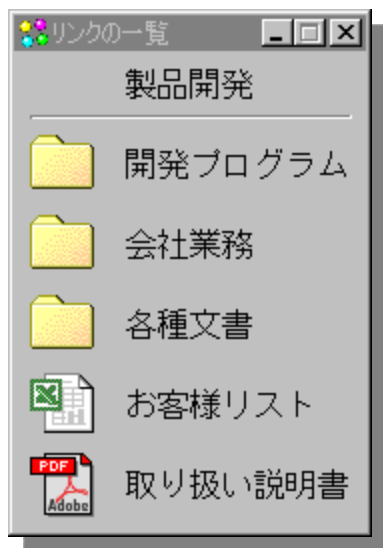 リンクの一覧
製品開発
開発プログラム
会社業務
各種文書
お客様リスト
PDF
Adobe
取り扱い説明書